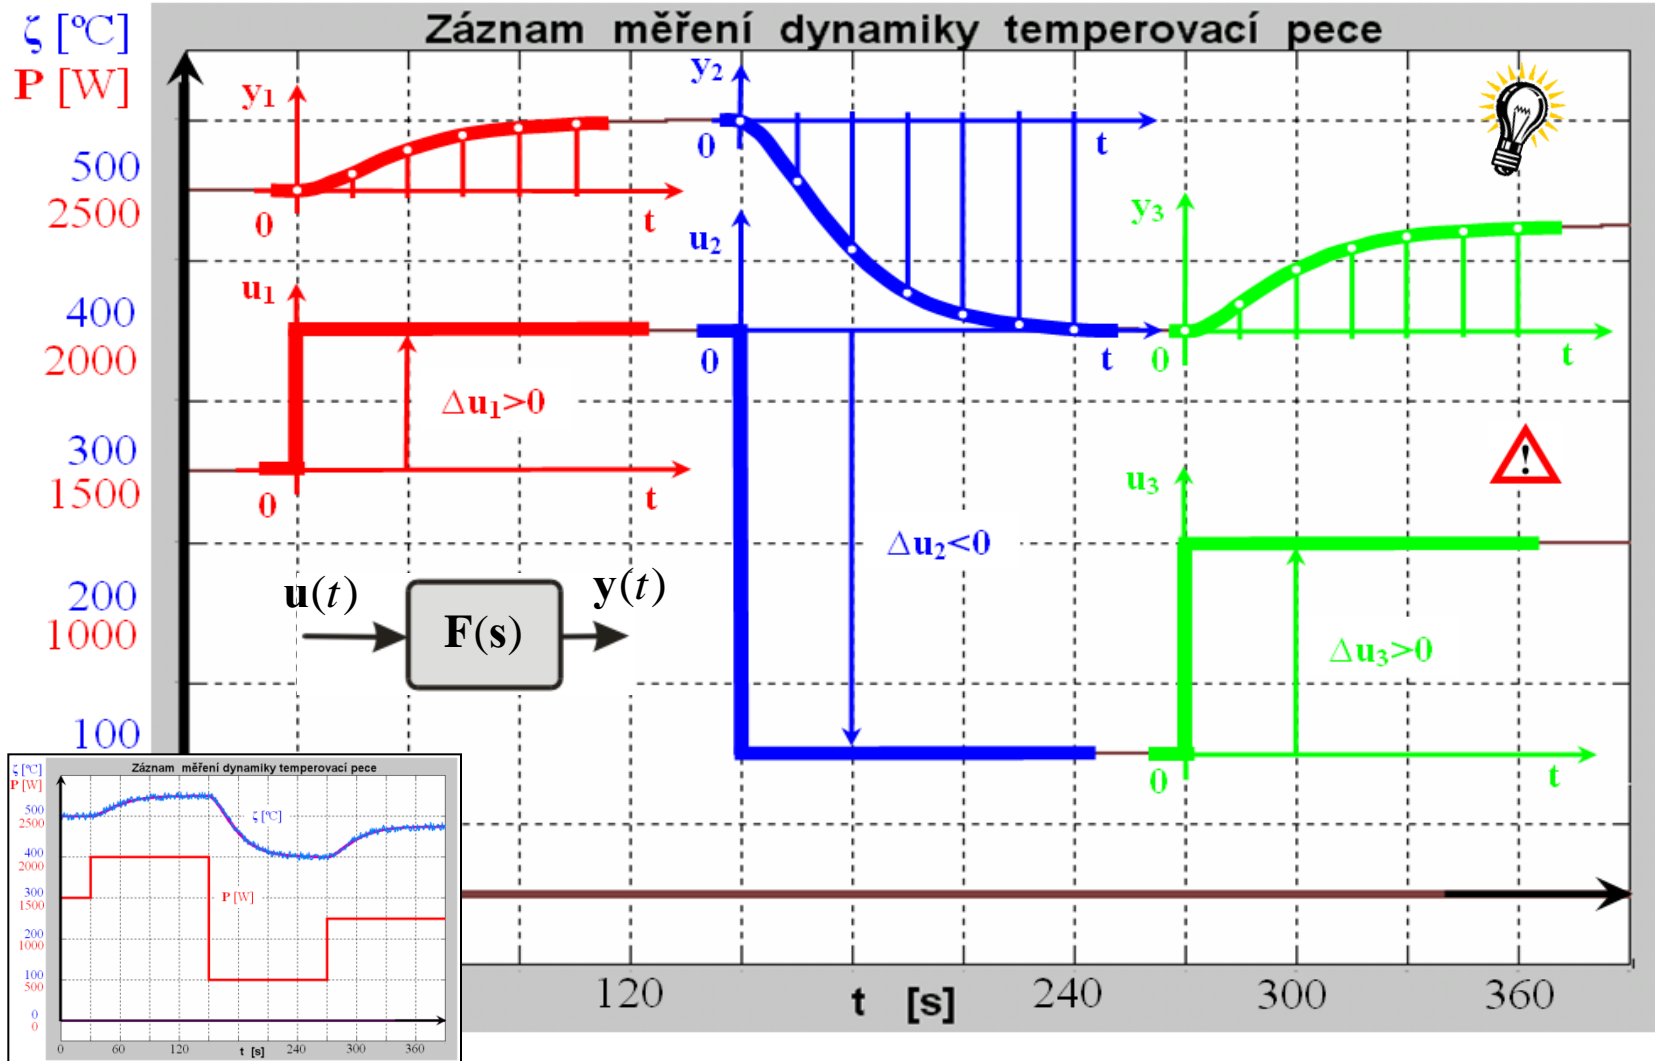 Záznam měření dynamiky temperovací pece
ζ [ºC]
P [W]
500
2500
400
2000
300
1500
200
1000
100
y₁
0
t
u₁
Δu₁>0
0
t
y₂
0
t
u₂
0
t
Δu₂<0
y₃
0
t
u₃
Δu₃>0
0
t
!
u(t)
F(s)
y(t)
120
t [s]
240
300
360
Záznam měření dynamiky temperovací pece
ζ [ºC]
P [W]
500
2500
400
2000
300
1500
200
1000
100
500
0
0
ζ [ºC]
P [W]
0
60
120
t [s]
240
300
360